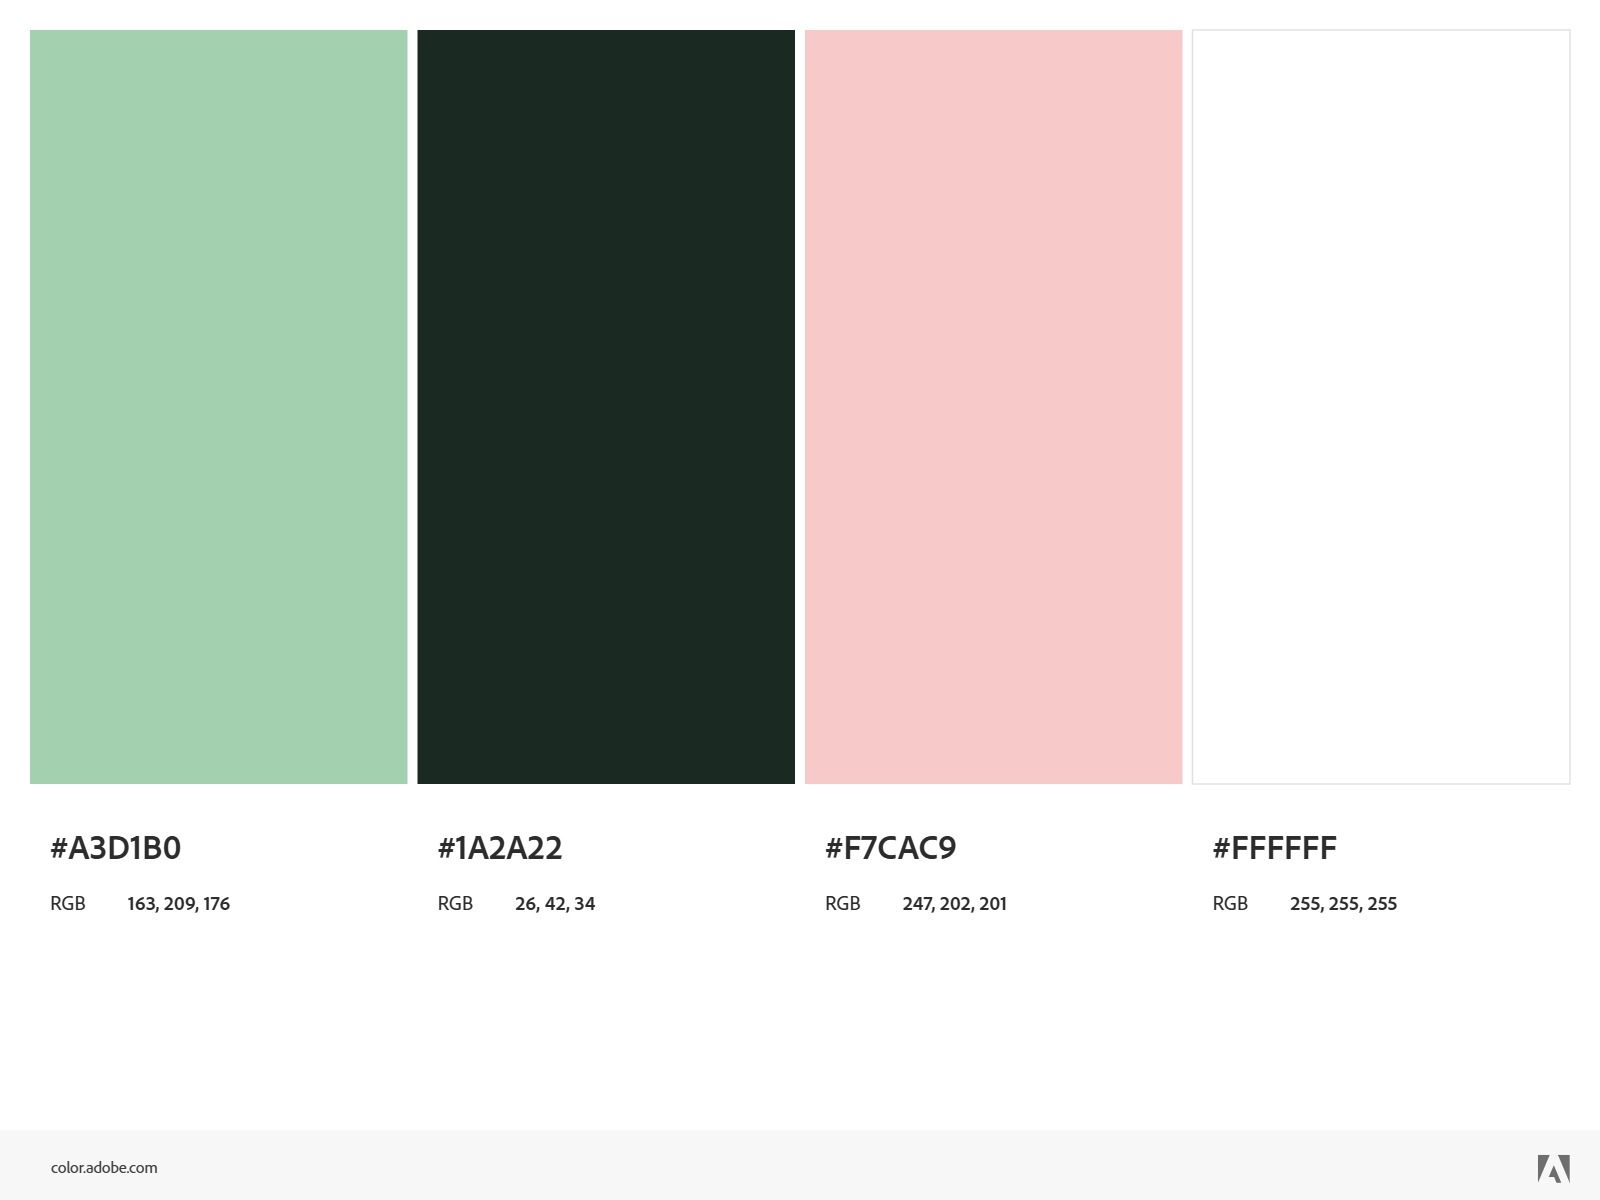 #A3D1B0
RGB 163, 209, 176
#1A2A22
RGB 26, 42, 34
#F7CAC9
RGB 247, 202, 201
#FFFFFF
RGB 255, 255, 255
color.adobe.com